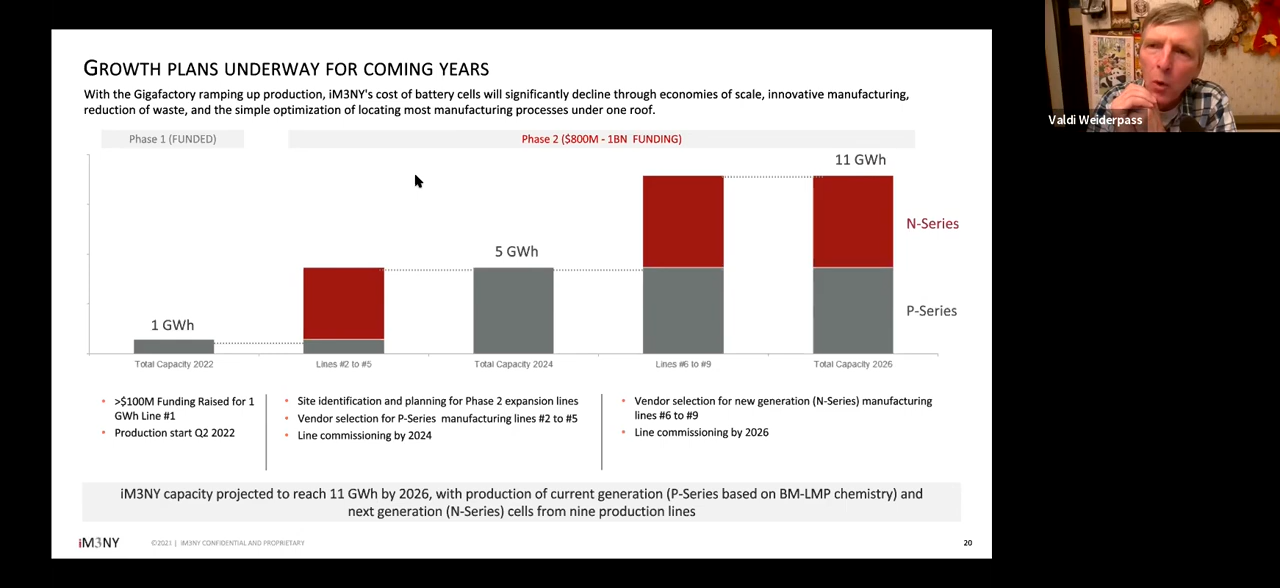 GROWTH PLANS UNDERWAY FOR COMING YEARS
With the Gigafactory ramping up production, iM3NY's cost of battery cells will significantly decline through economies of scale, innovative manufacturing,
reduction of waste, and the simple optimization of locating most manufacturing processes under one roof.
Phase 1 (FUNDED)
Phase 2 ($800M - 1BN FUNDING)
11 GWh
N-Series
5 GWh
P-Series
1 GWh
Total Capacity 2022
Lines #2 to #5
Total Capacity 2024
Lines #6 to #9
Total Capacity 2026
• >$100M Funding Raised for 1
GWh Line #1
• Production start Q2 2022
• Site identification and planning for Phase 2 expansion lines
• Vendor selection for P-Series manufacturing lines #2 to #5
• Line commissioning by 2024
• Vendor selection for new generation (N-Series) manufacturing
lines #6 to #9
• Line commissioning by 2026
iM3NY capacity projected to reach 11 GWh by 2026, with production of current generation (P-Series based on BM-LMP chemistry) and
next generation (N-Series) cells from nine production lines
iM3NY
©2021 | iM3NY CONFIDENTIAL AND PROPRIETARY
20
Valdi Weiderpass